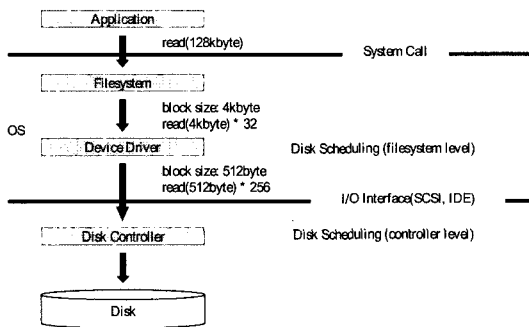 Application
read(128kbyte)
System Call
Filesystem
block size: 4kbyte
read(4kbyte) * 32
OS
Device Driver
Disk Scheduling (filesystem level)
block size: 512byte
read(512byte) * 256
I/O Interface(SCSI, IDE)
Disk Controller
Disk Scheduling (controller level)
Disk